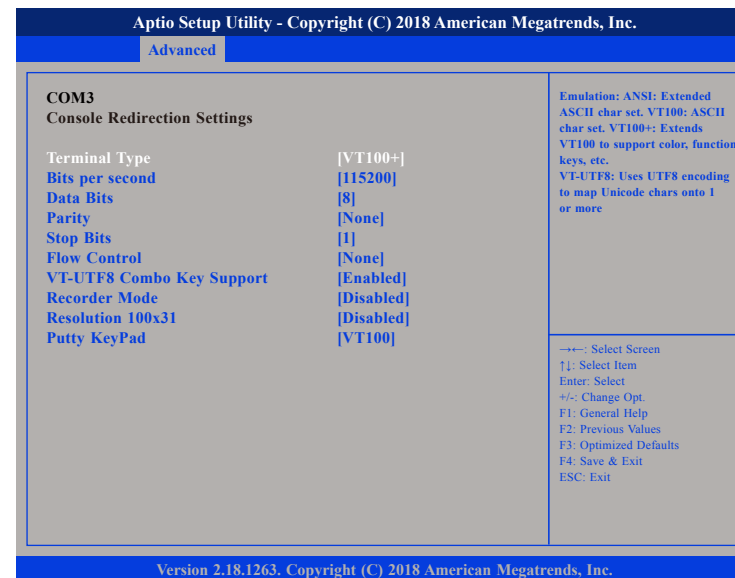 Aptio Setup Utility - Copyright (C) 2018 American Megatrends, Inc.
Advanced
COM3
Console Redirection Settings
Terminal Type [VT100+]
Bits per second [115200]
Data Bits [8]
Parity [None]
Stop Bits [1]
Flow Control [None]
VT-UTF8 Combo Key Support [Enabled]
Recorder Mode [Disabled]
Resolution 100x31 [Disabled]
Putty KeyPad [VT100]
Emulation: ANSI: Extended
ASCII char set. VT100: ASCII
char set. VT100+: Extends
VT100 to support color, function
keys, etc.
VT-UTF8: Uses UTF8 encoding
to map Unicode chars onto 1
or more
→←: Select Screen
↑↓: Select Item
Enter: Select
+/-: Change Opt.
F1: General Help
F2: Previous Values
F3: Optimized Defaults
F4: Save & Exit
ESC: Exit
Version 2.18.1263. Copyright (C) 2018 American Megatrends, Inc.